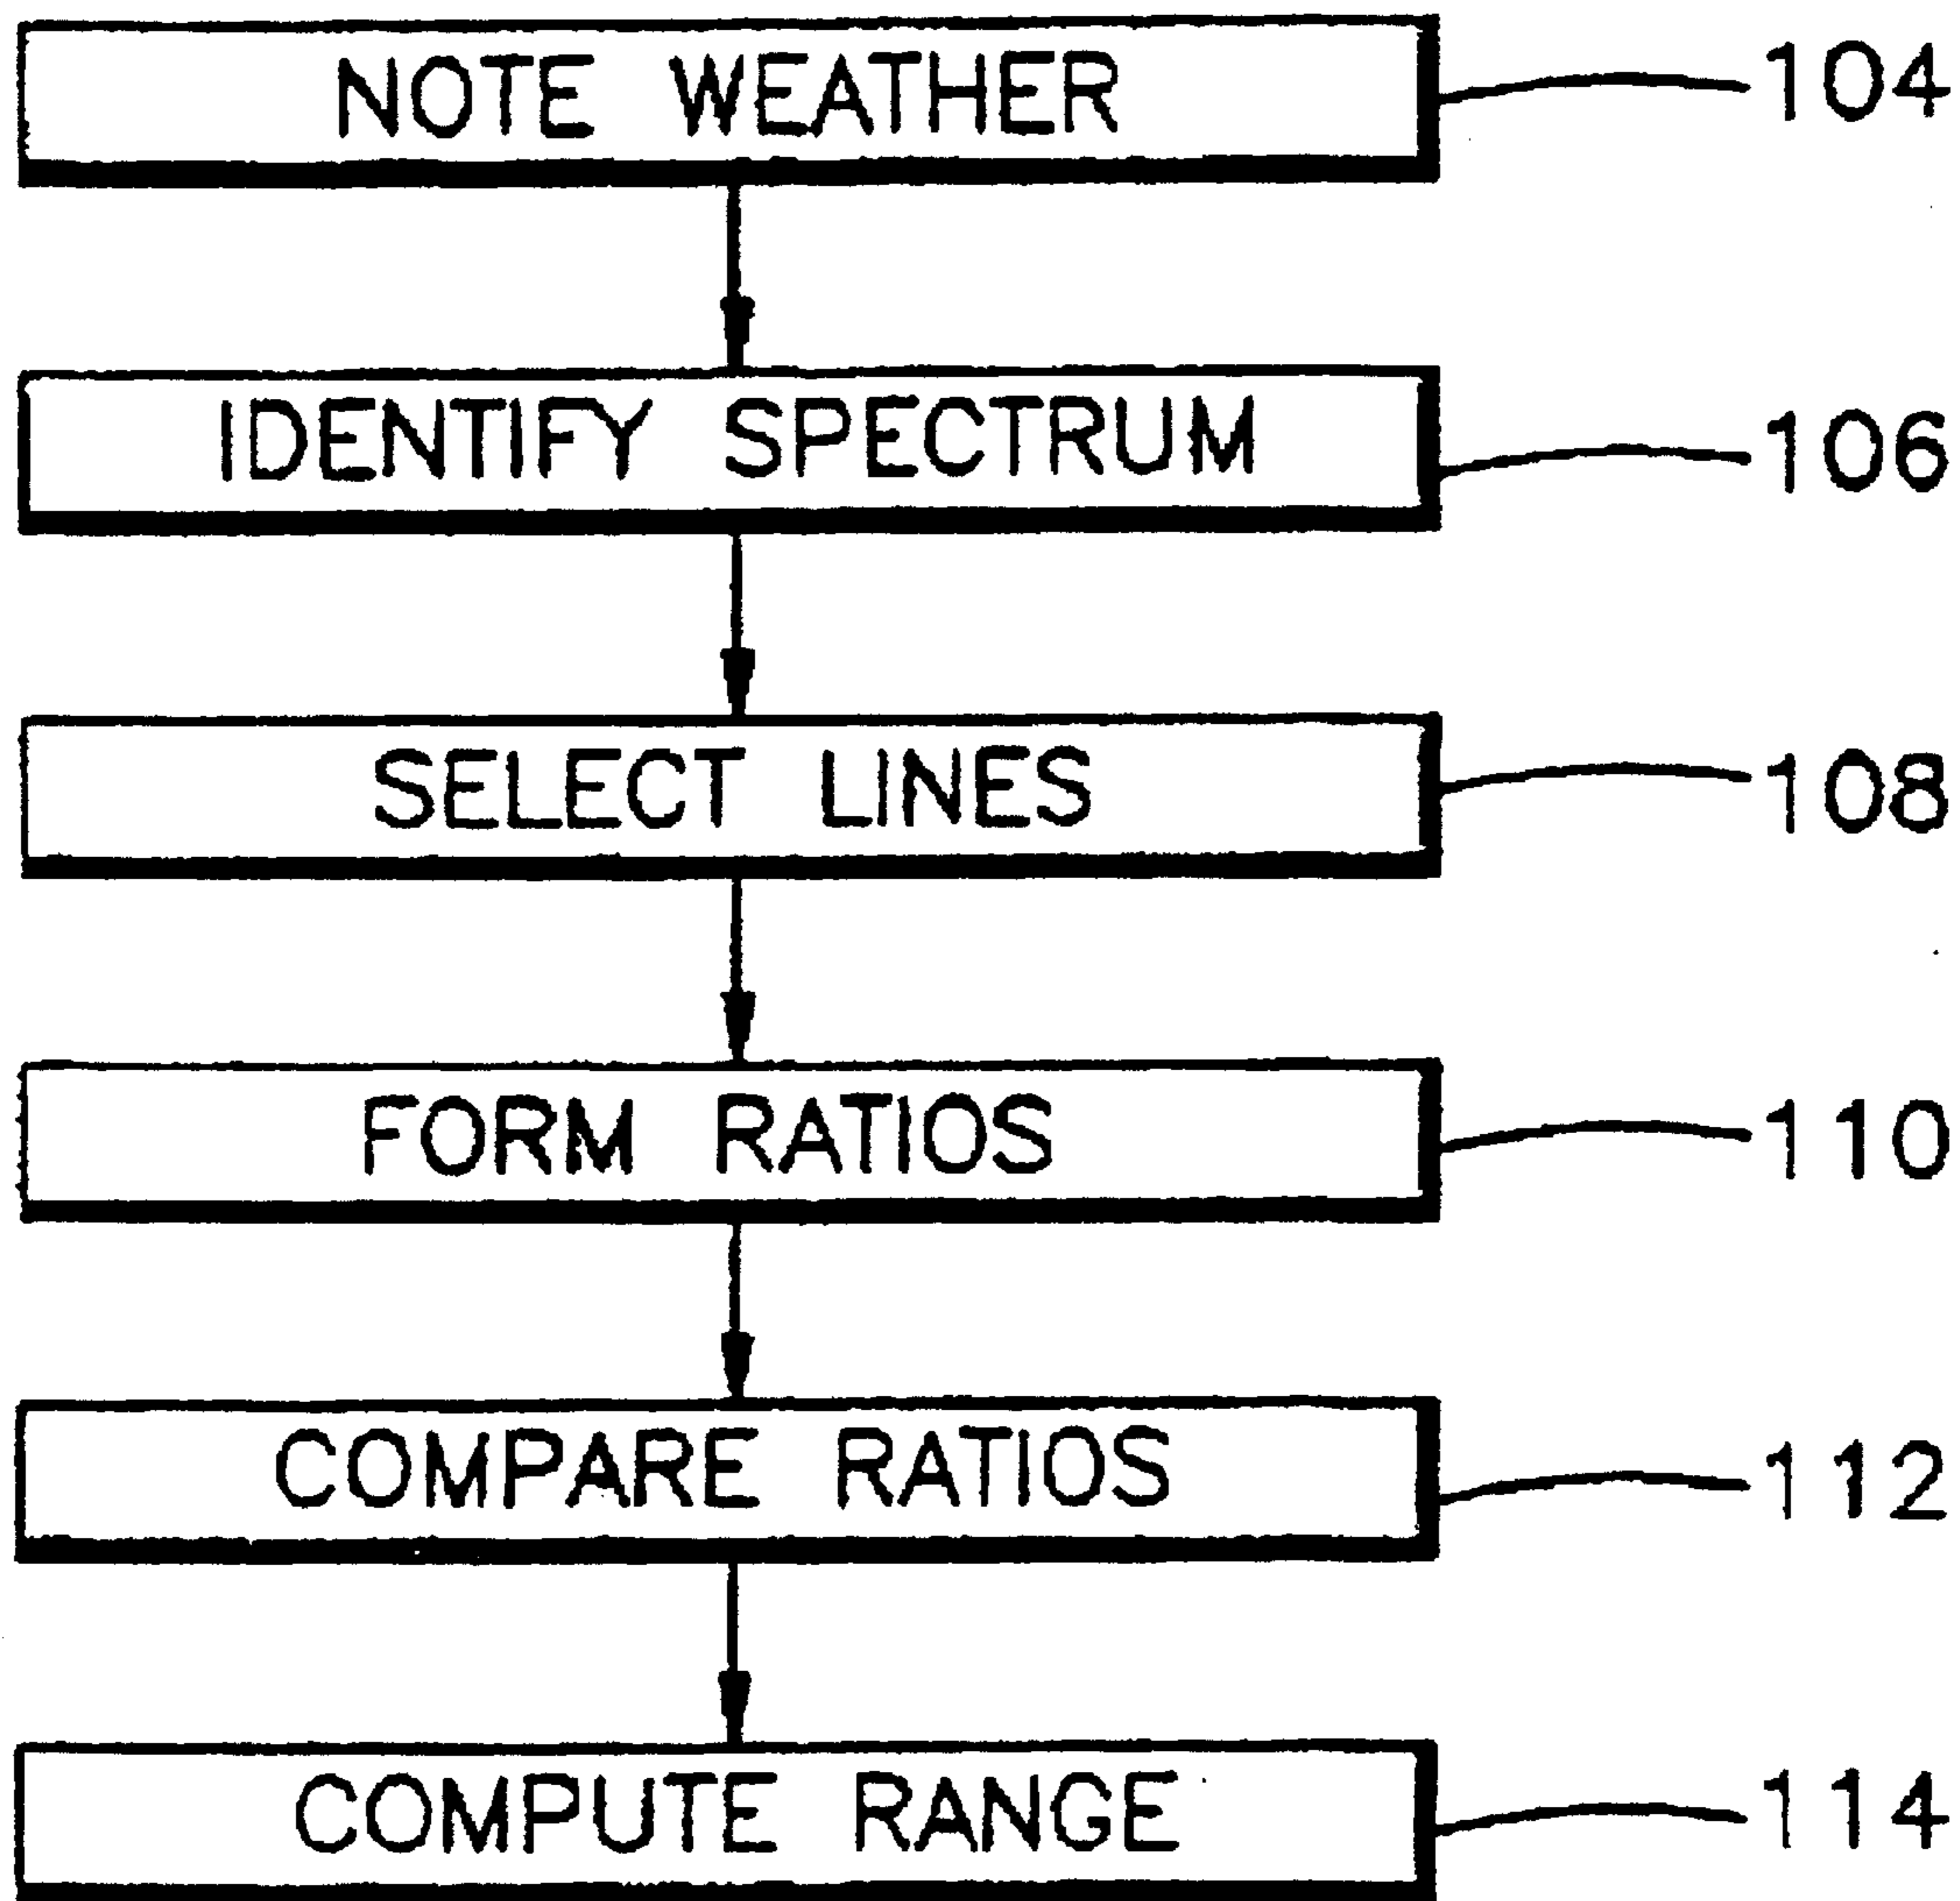 NOTE WEATHER 104
IDENTIFY SPECTRUM 106
SELECT LINES 108
FORM RATIOS 110
COMPARE RATIOS 112
COMPUTE RANGE 114